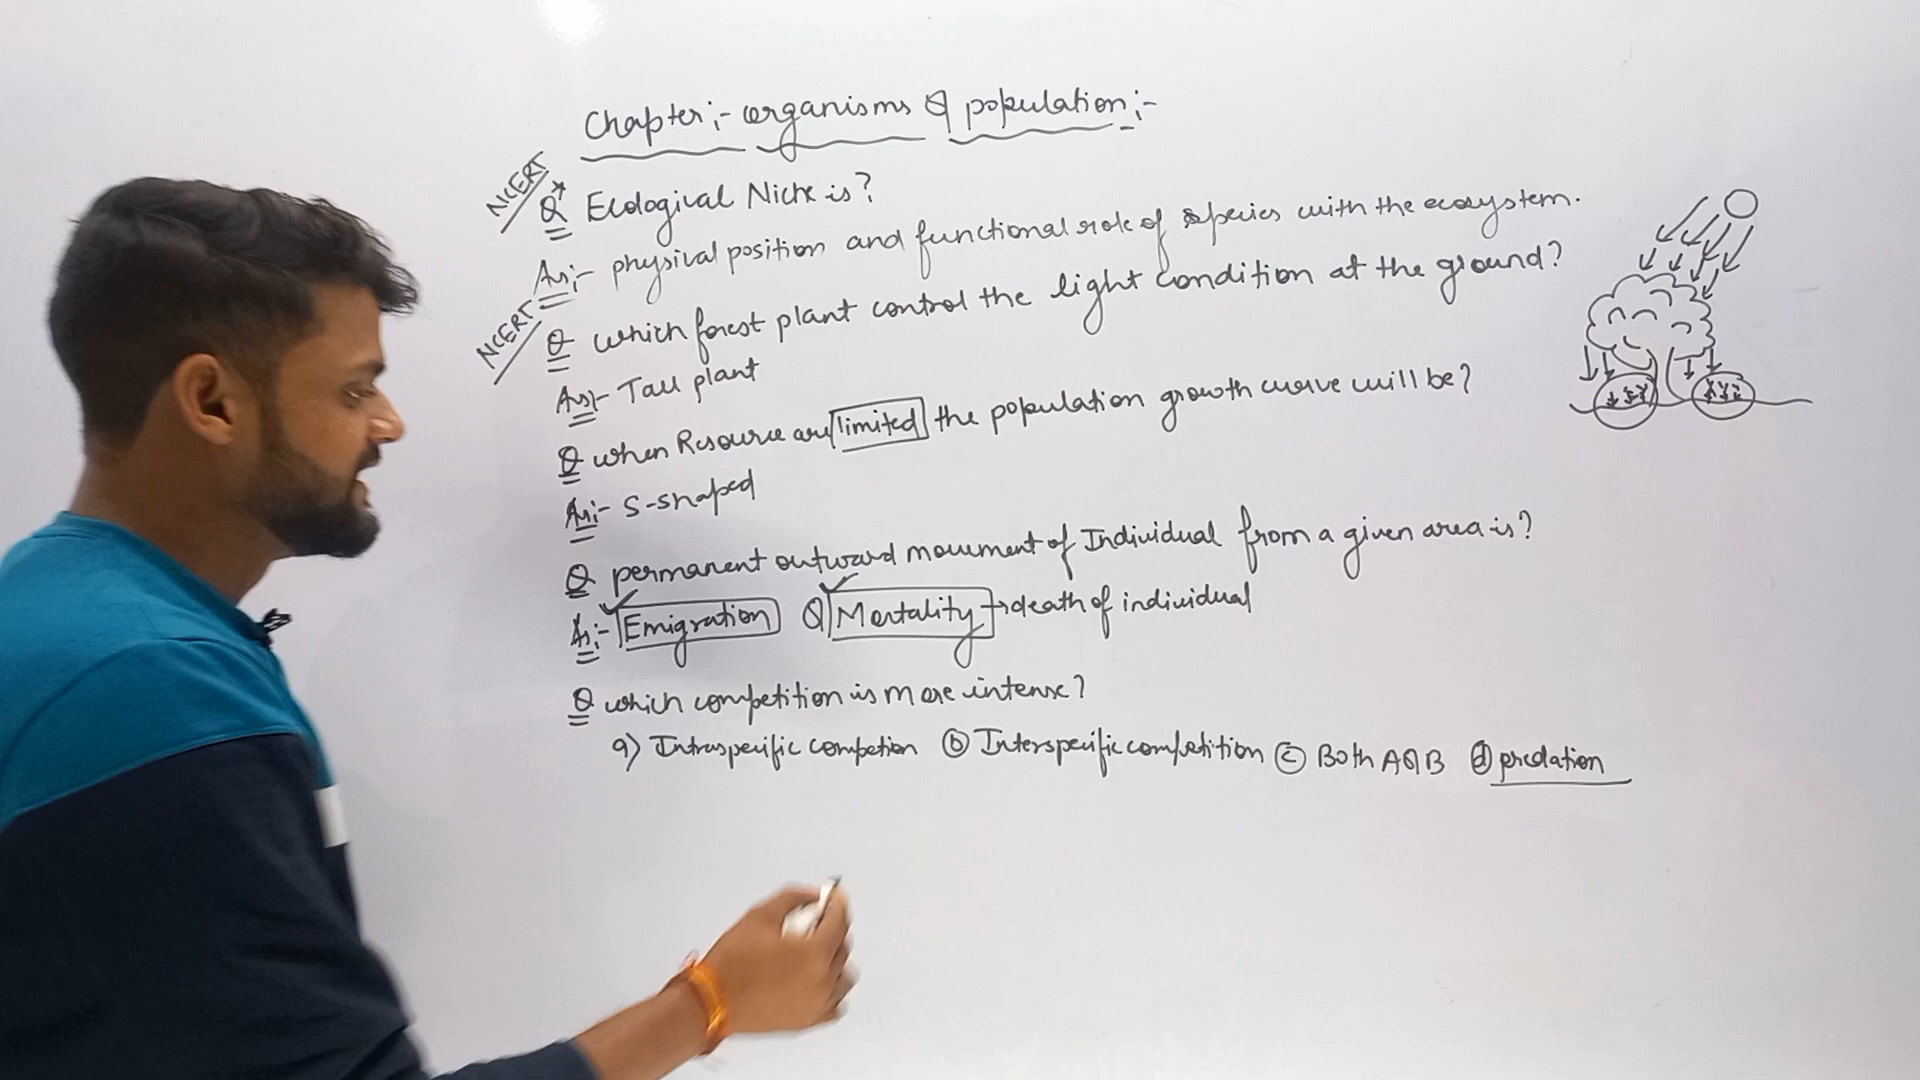 Chapter:- organisms & population:-
NCERT
Q* Ecological Niche is?
Ans:- physical position and functional role of species with the ecosystem.
NCERT
Q which forest plant control the light condition at the ground?
Ans:- Tall plant
Q when Resource are limited the population growth curve will be?
Ans:- S-shaped
Q permanent outward movement of Individual from a given area is?
As:- Emigration & Mortality → death of individual
Q which competition is more intense?
a) Intraspecific competion (b) Interspecific competition (c) Both A&B (d) predation